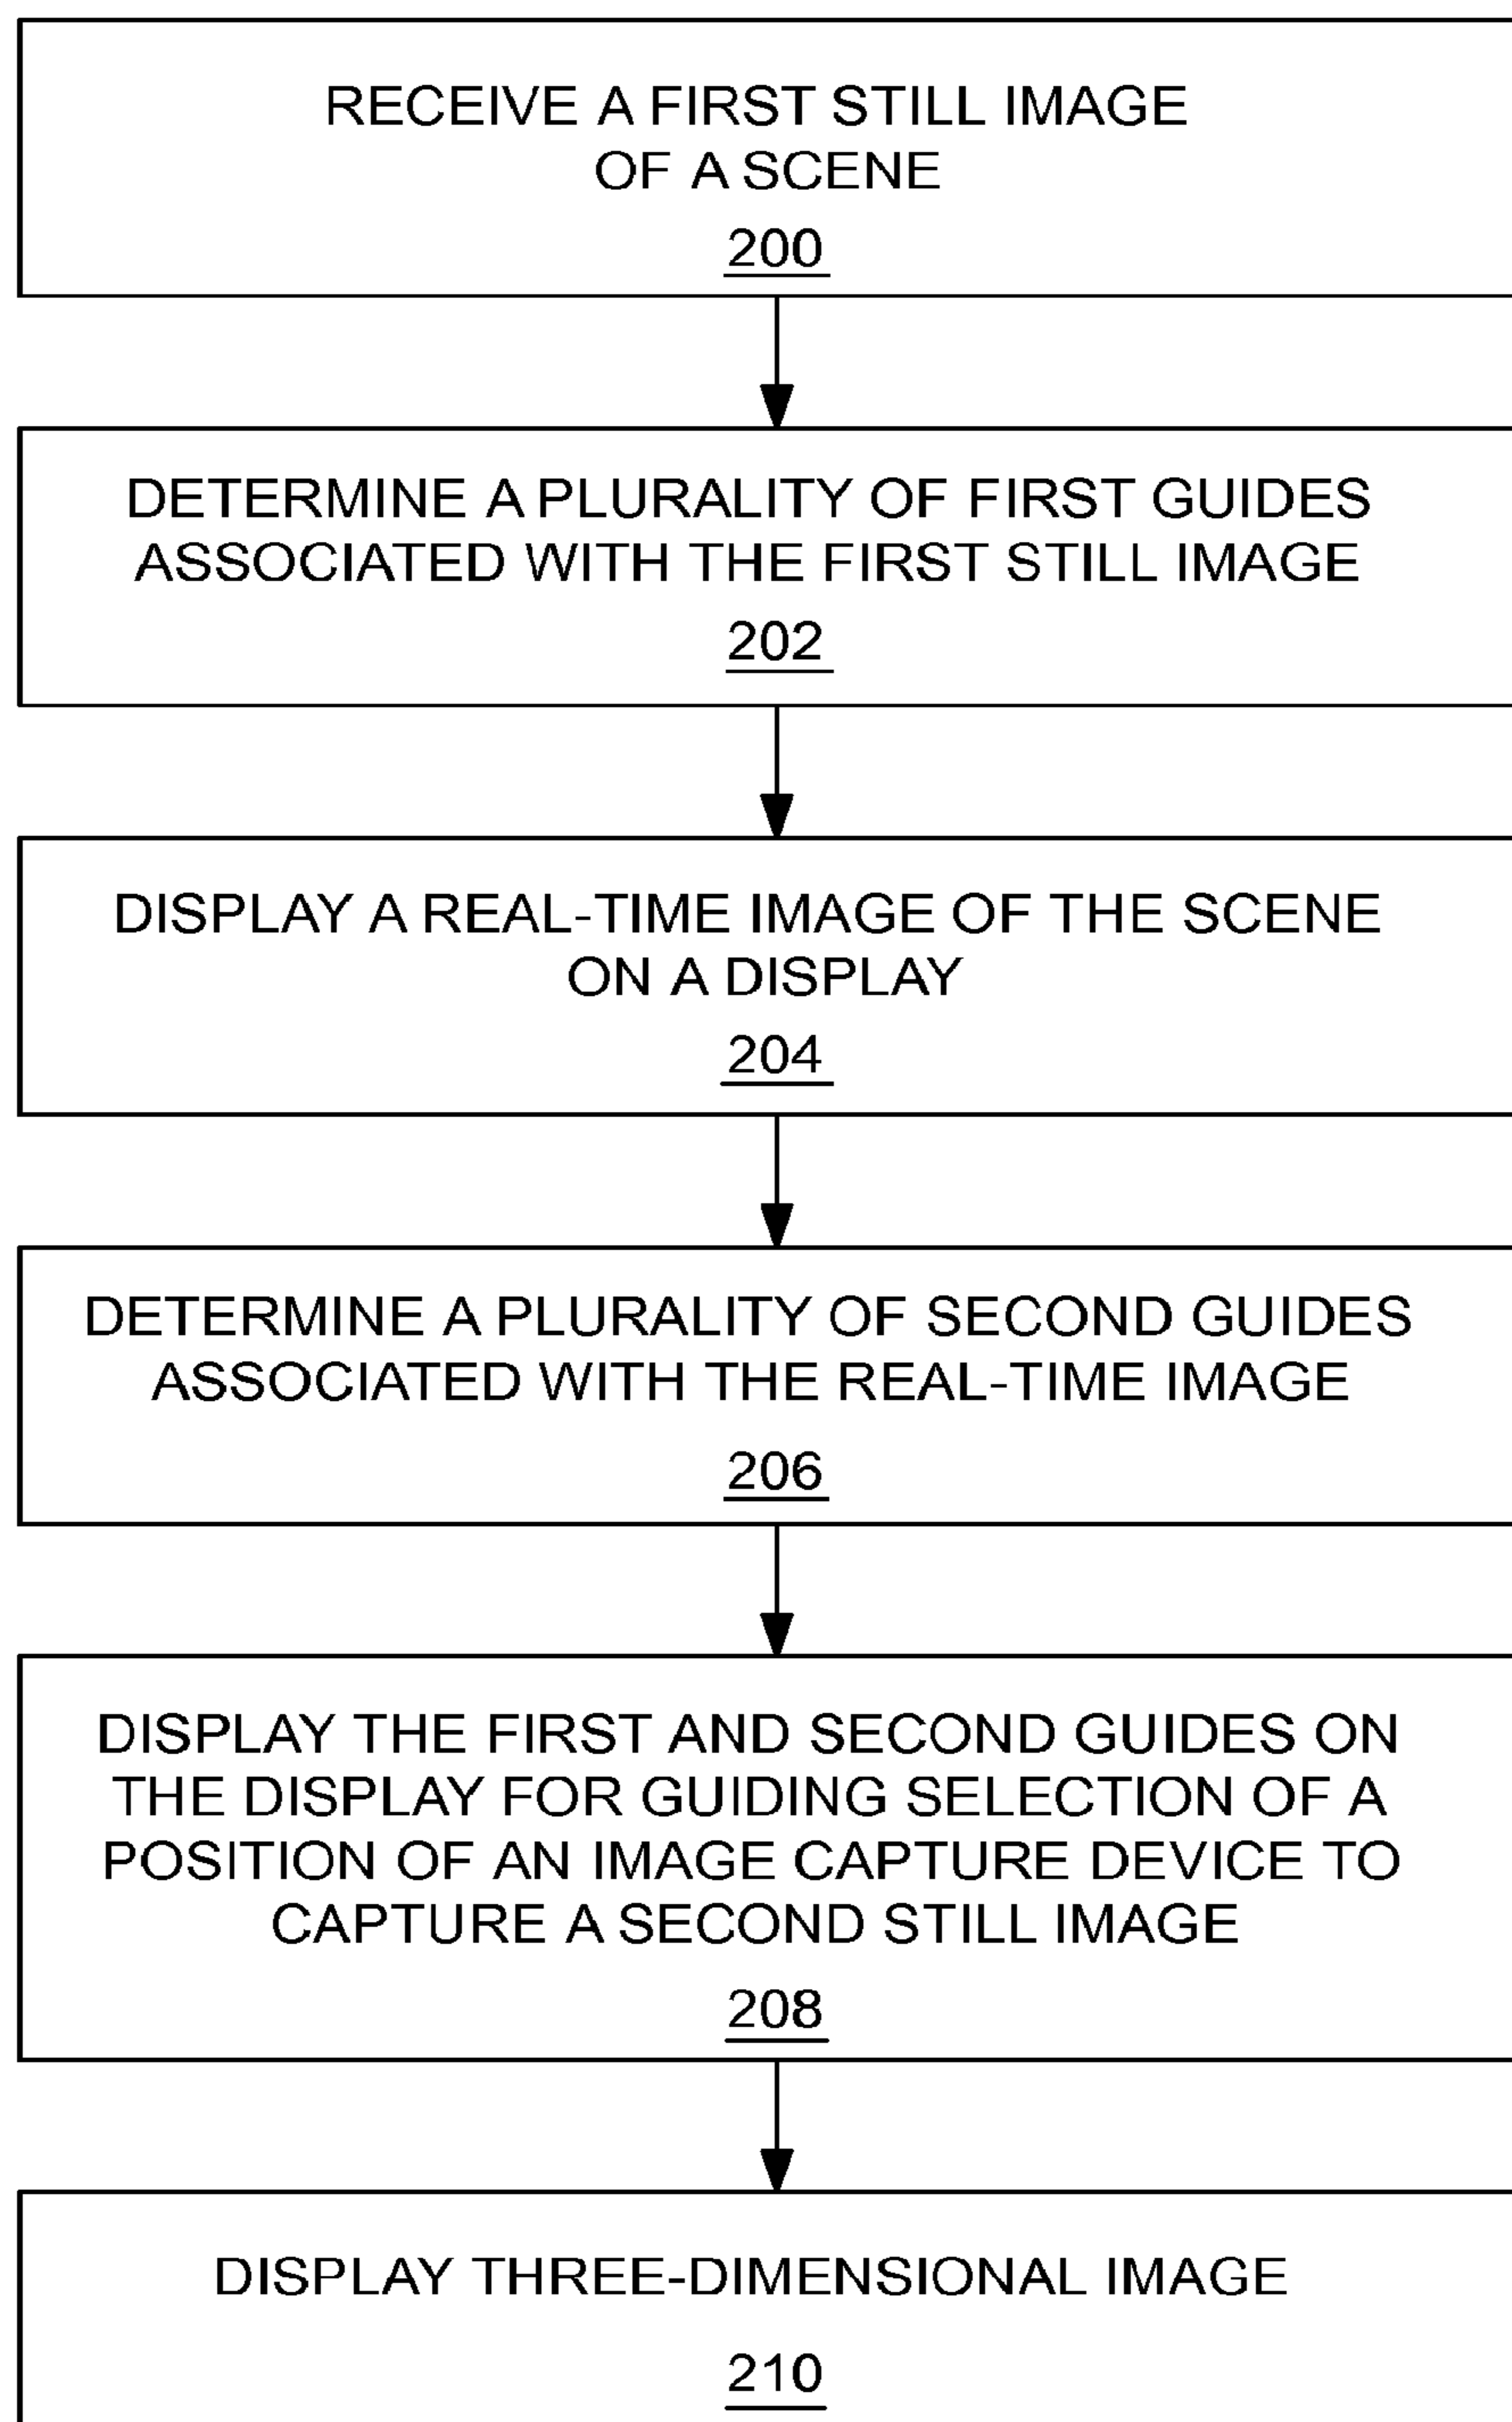 RECEIVE A FIRST STILL IMAGE
OF A SCENE
200
DETERMINE A PLURALITY OF FIRST GUIDES
ASSOCIATED WITH THE FIRST STILL IMAGE
202
DISPLAY A REAL-TIME IMAGE OF THE SCENE
ON A DISPLAY
204
DETERMINE A PLURALITY OF SECOND GUIDES
ASSOCIATED WITH THE REAL-TIME IMAGE
206
DISPLAY THE FIRST AND SECOND GUIDES ON
THE DISPLAY FOR GUIDING SELECTION OF A
POSITION OF AN IMAGE CAPTURE DEVICE TO
CAPTURE A SECOND STILL IMAGE
208
DISPLAY THREE-DIMENSIONAL IMAGE
210